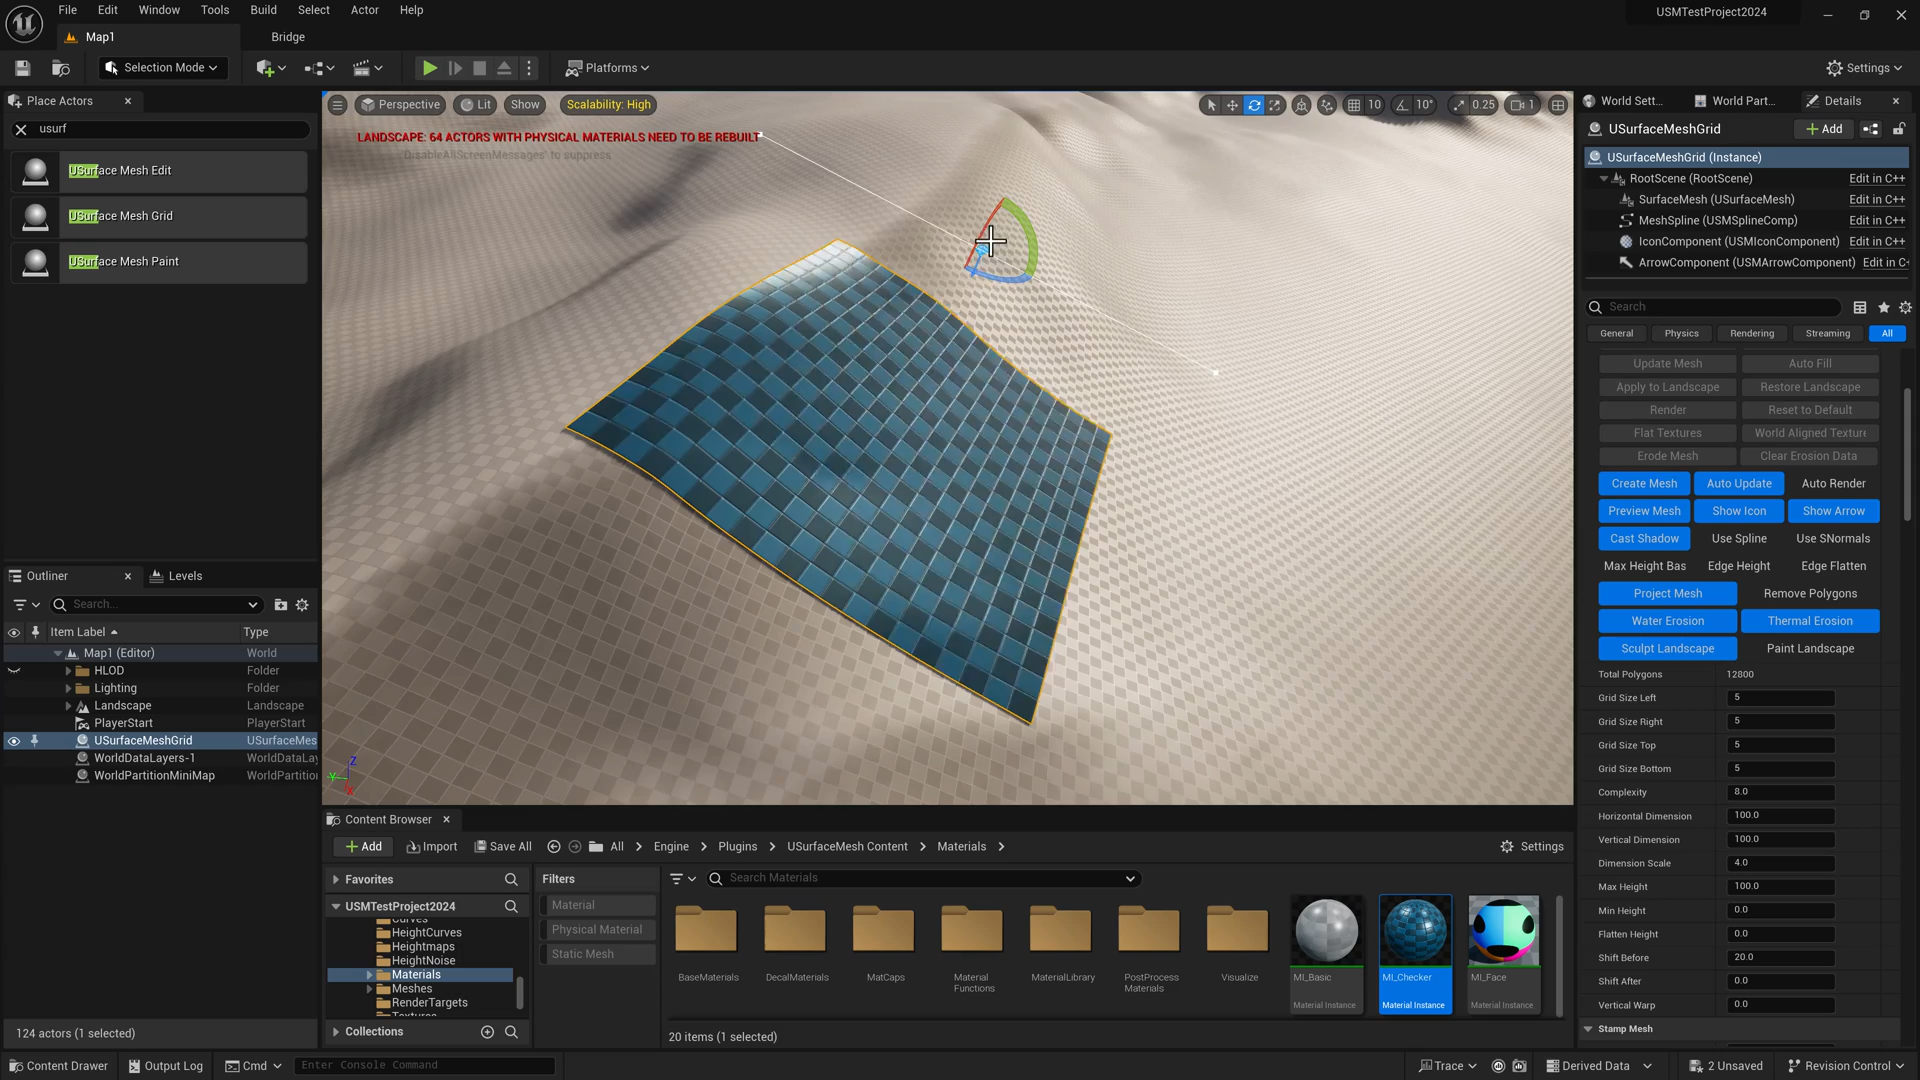 File Edit Window Tools Build Select Actor Help
USMTestProject2024
Map1
Bridge
Selection Mode
Platforms
Settings
Place Actors
usurf
USurface Mesh Edit
USurface Mesh Grid
USurface Mesh Paint
Perspective Lit Show Scalability: High
10 10° 0.25 1
LANDSCAPE: 64 ACTORS WITH PHYSICAL MATERIALS NEED TO BE REBUILT
'DisableAllScreenMessages' to suppress
Outliner Levels
Search...
Item Label Type
Map1 (Editor) World
HLOD Folder
Lighting Folder
Landscape Landscape
PlayerStart PlayerStart
USurfaceMeshGrid USurfaceMes
WorldDataLayers-1 WorldDataLay
WorldPartitionMiniMap WorldPartition
124 actors (1 selected)
World Sett... World Part... Details
USurfaceMeshGrid Add
USurfaceMeshGrid (Instance)
RootScene (RootScene) Edit in C++
SurfaceMesh (USurfaceMesh) Edit in C++
MeshSpline (USMSplineComp) Edit in C++
IconComponent (USMIconComponent) Edit in C++
ArrowComponent (USMArrowComponent) Edit in C+
Search
General Physics Rendering Streaming All
Update Mesh Auto Fill
Apply to Landscape Restore Landscape
Render Reset to Default
Flat Textures World Aligned Texture
Erode Mesh Clear Erosion Data
Create Mesh Auto Update Auto Render
Preview Mesh Show Icon Show Arrow
Cast Shadow Use Spline Use SNormals
Max Height Bas Edge Height Edge Flatten
Project Mesh Remove Polygons
Water Erosion Thermal Erosion
Sculpt Landscape Paint Landscape
Total Polygons 12800
Grid Size Left 5
Grid Size Right 5
Grid Size Top 5
Grid Size Bottom 5
Complexity 8.0
Horizontal Dimension 100.0
Vertical Dimension 100.0
Dimension Scale 4.0
Max Height 100.0
Min Height 0.0
Flatten Height 0.0
Shift Before 20.0
Shift After 0.0
Vertical Warp 0.0
Stamp Mesh
Content Browser
Add Import Save All All Engine Plugins USurfaceMesh Content Materials Settings
Favorites
USMTestProject2024
Curves
HeightCurves
Heightmaps
HeightNoise
Materials
Meshes
RenderTargets
Textures
Collections
Filters
Material
Physical Material
Static Mesh
Search Materials
BaseMaterials
DecalMaterials
MatCaps
Material Functions
MaterialLibrary
PostProcess Materials
Visualize
MI_Basic
Material Instance
MI_Checker
Material Instance
MI_Face
Material Instance
20 items (1 selected)
Content Drawer Output Log Cmd Enter Console Command
Trace Derived Data 2 Unsaved Revision Control
X Y Z